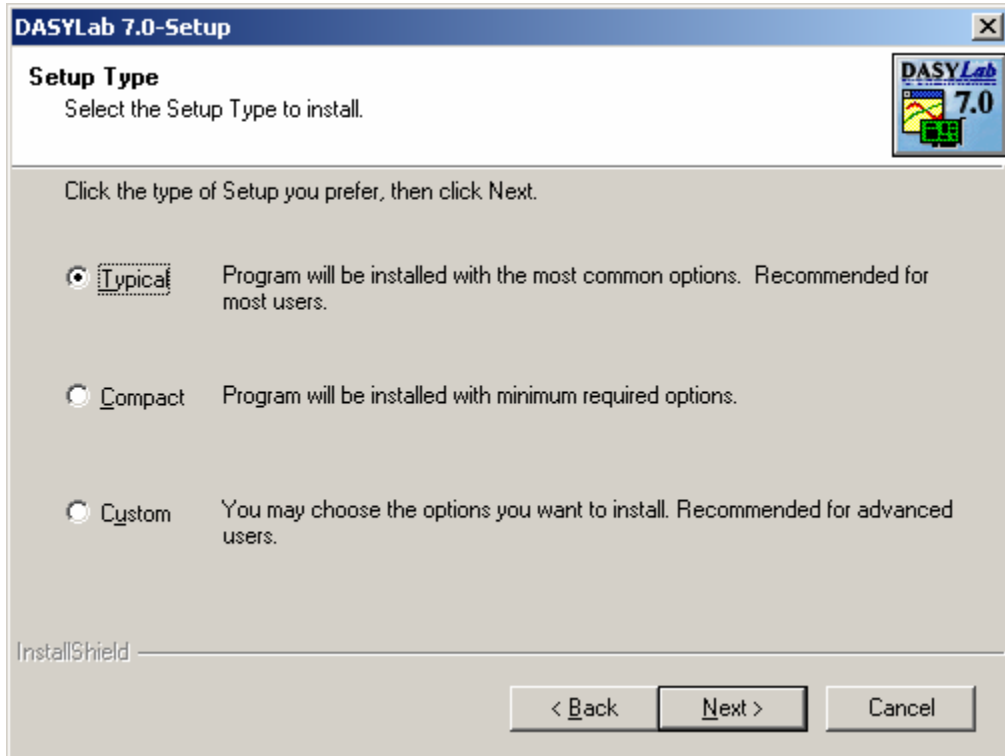 DASYLab 7.0-Setup
Setup Type
Select the Setup Type to install.
DASYLab
7.0
Click the type of Setup you prefer, then click Next.
Typical
Program will be installed with the most common options. Recommended for
most users.
Compact
Program will be installed with minimum required options.
Custom
You may choose the options you want to install. Recommended for advanced
users.
InstallShield
< Back
Next >
Cancel